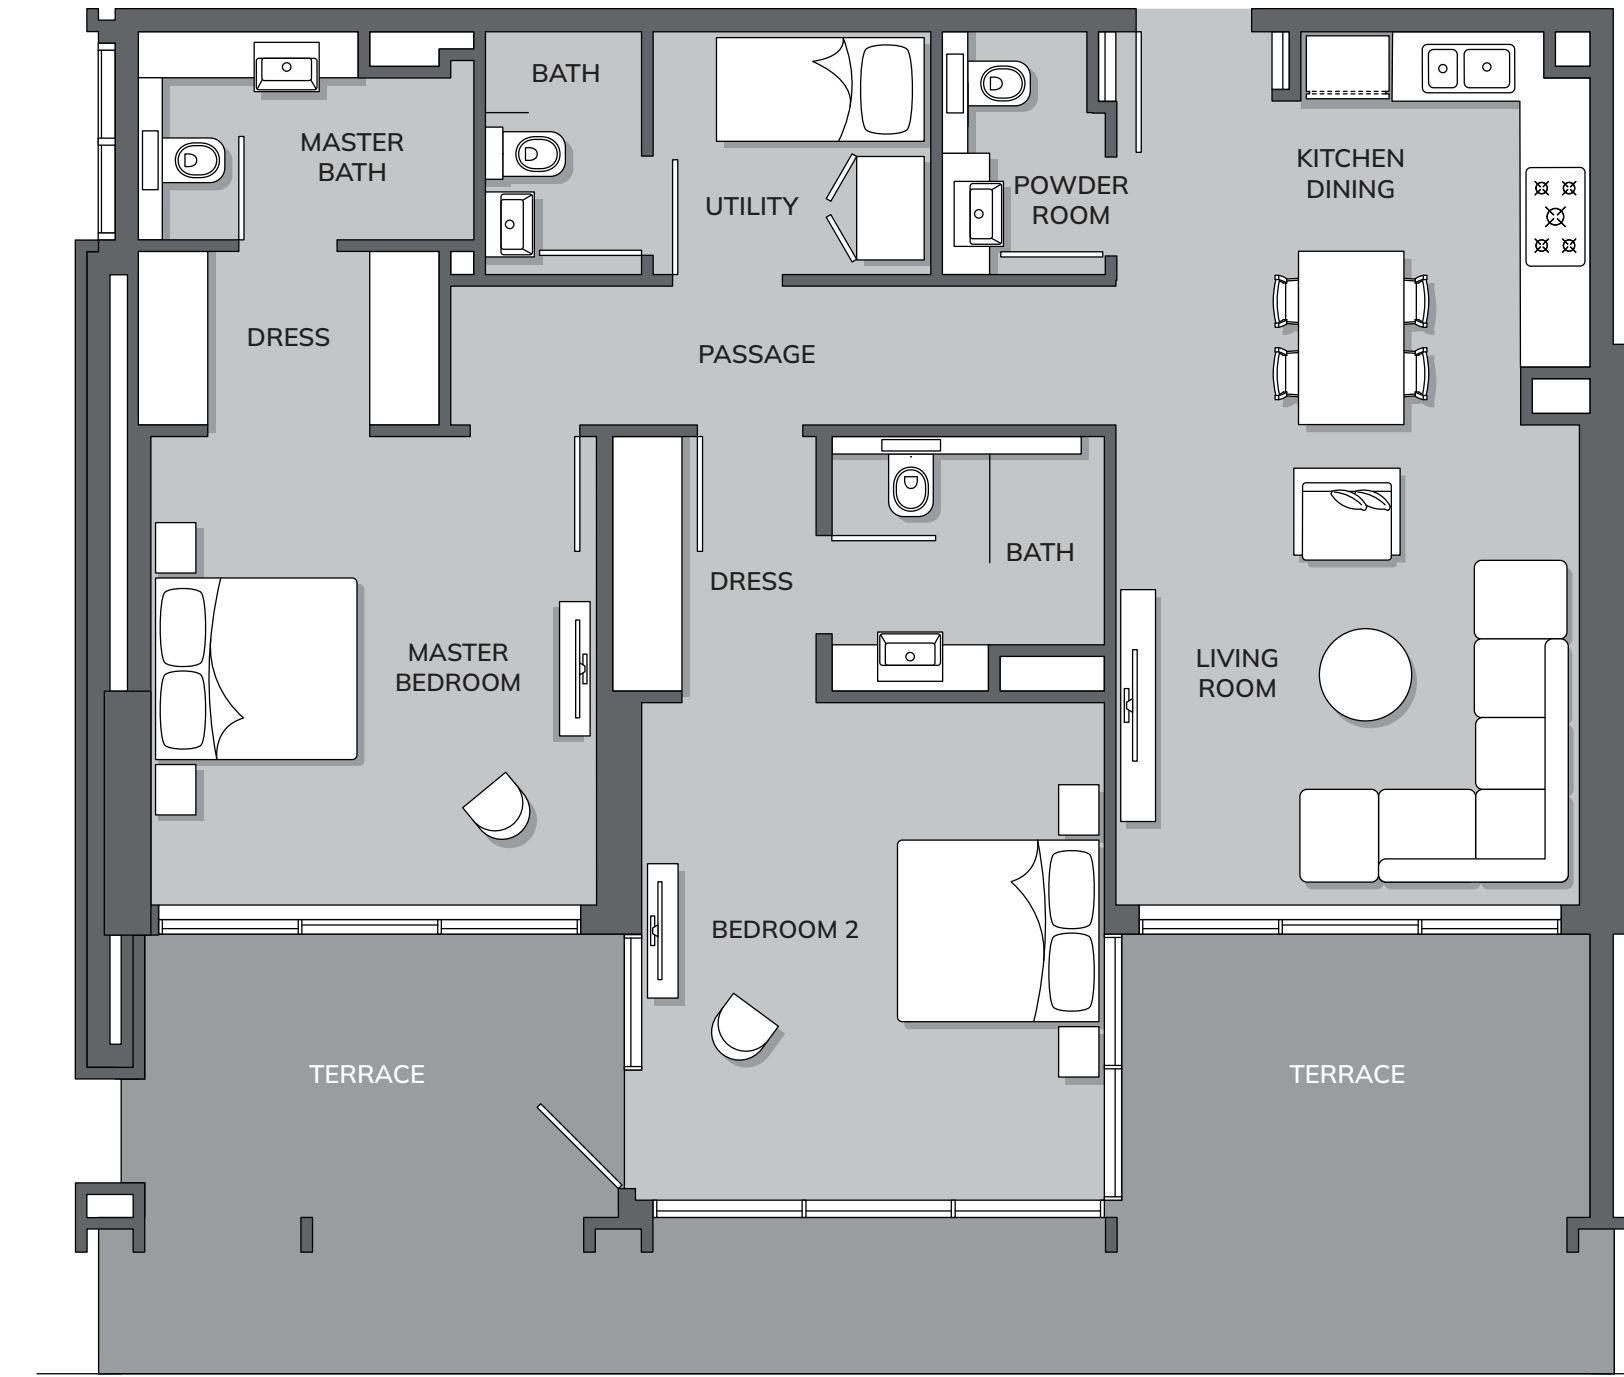 BATH
MASTER
BATH
KITCHEN
DINING
POWDER
ROOM
UTILITY
DRESS
PASSAGE
BATH
DRESS
MASTER
BEDROOM
LIVING
ROOM
BEDROOM 2
TERRACE
TERRACE